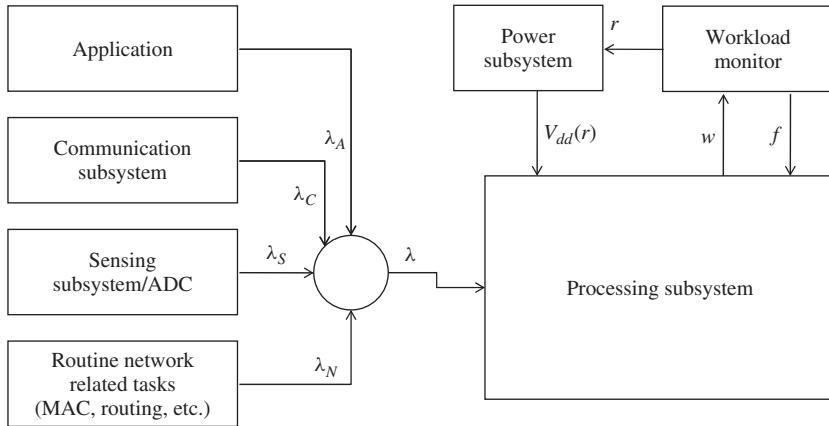 Application
Communication
subsystem
Sensing
subsystem/ADC
Routine network
related tasks
(MAC, routing, etc.)
λ_A
λ_C
λ_S
λ_N
λ
Power
subsystem
r
Workload
monitor
V_dd(r)
w
f
Processing subsystem